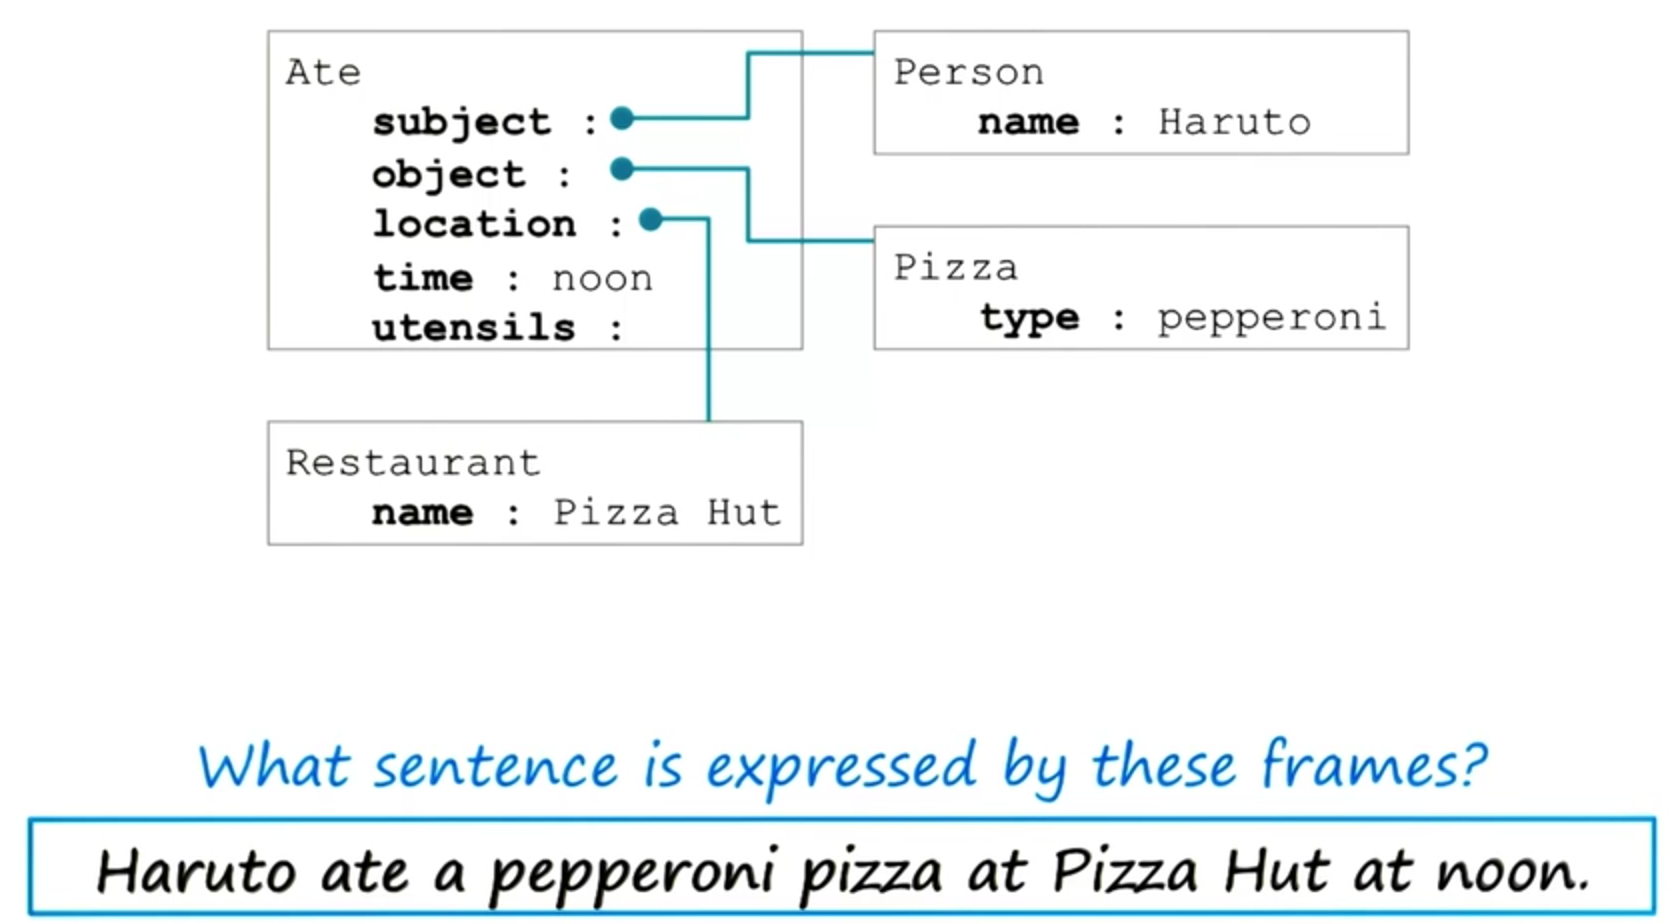 Ate
subject :
object :
location :
time : noon
utensils :
Person
name : Haruto
Pizza
type : pepperoni
Restaurant
name : Pizza Hut
What sentence is expressed by these frames?
Haruto ate a pepperoni pizza at Pizza Hut at noon.